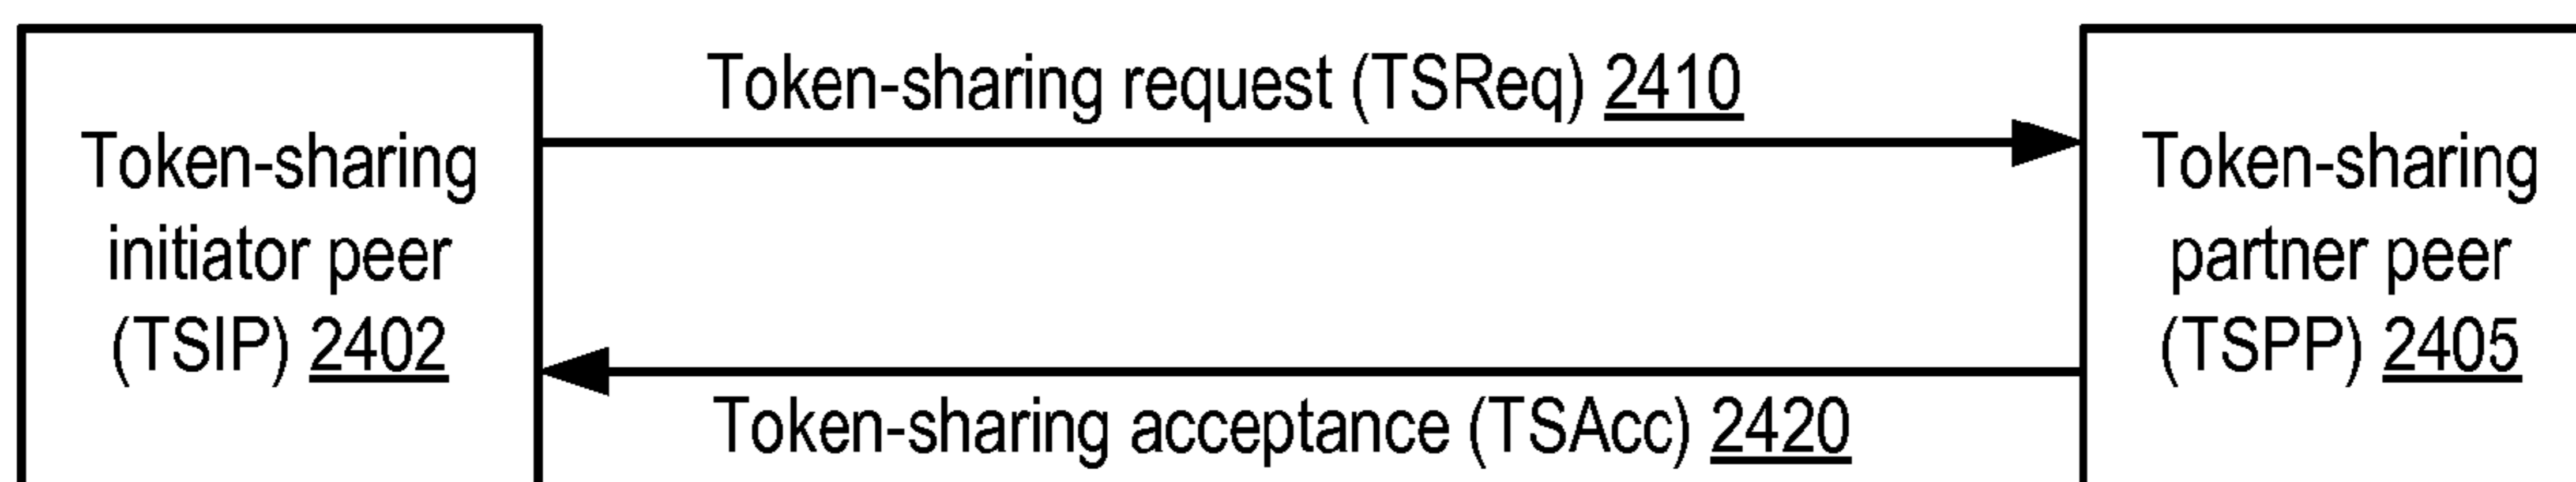 Token-sharing request (TSReq) 2410
Token-sharing
initiator peer
(TSIP) 2402
Token-sharing
partner peer
(TSPP) 2405
Token-sharing acceptance (TSAcc) 2420